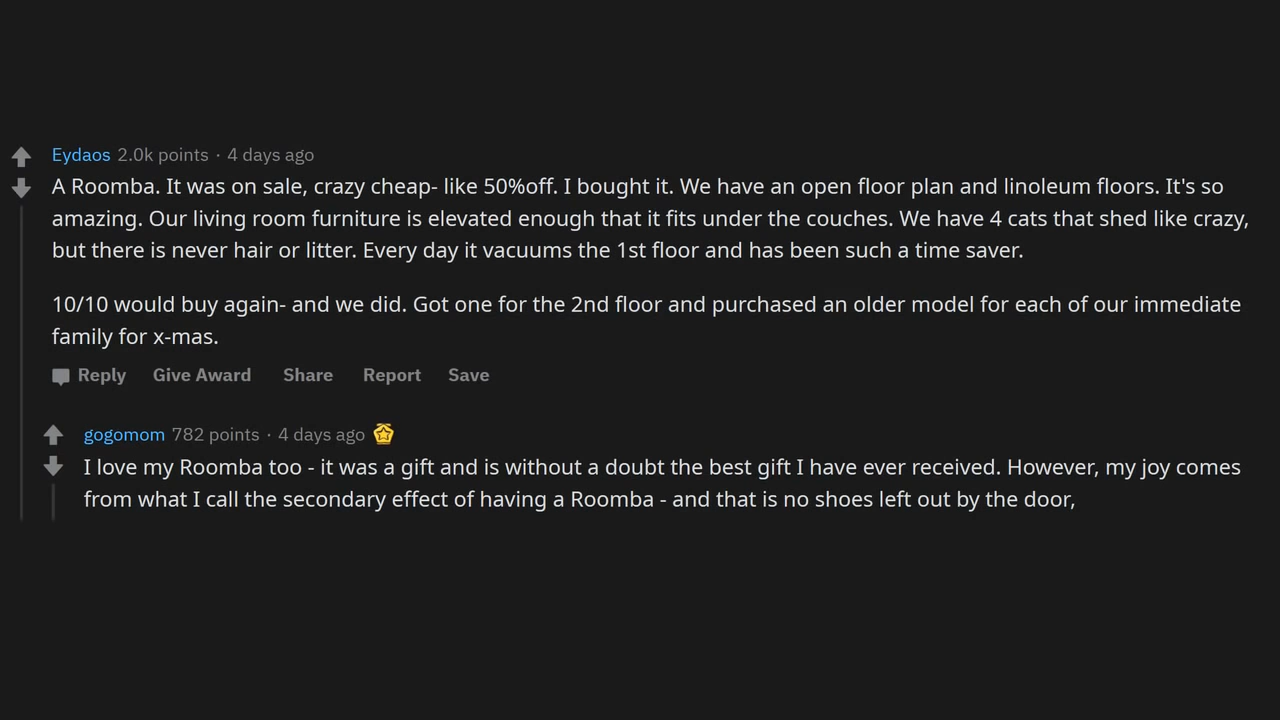 Eydaos 2.0k points · 4 days ago
A Roomba. It was on sale, crazy cheap- like 50%off. I bought it. We have an open floor plan and linoleum floors. It's so
amazing. Our living room furniture is elevated enough that it fits under the couches. We have 4 cats that shed like crazy,
but there is never hair or litter. Every day it vacuums the 1st floor and has been such a time saver.
10/10 would buy again- and we did. Got one for the 2nd floor and purchased an older model for each of our immediate
family for x-mas.
Reply Give Award Share Report Save
gogomom 782 points · 4 days ago
I love my Roomba too - it was a gift and is without a doubt the best gift I have ever received. However, my joy comes
from what I call the secondary effect of having a Roomba - and that is no shoes left out by the door,